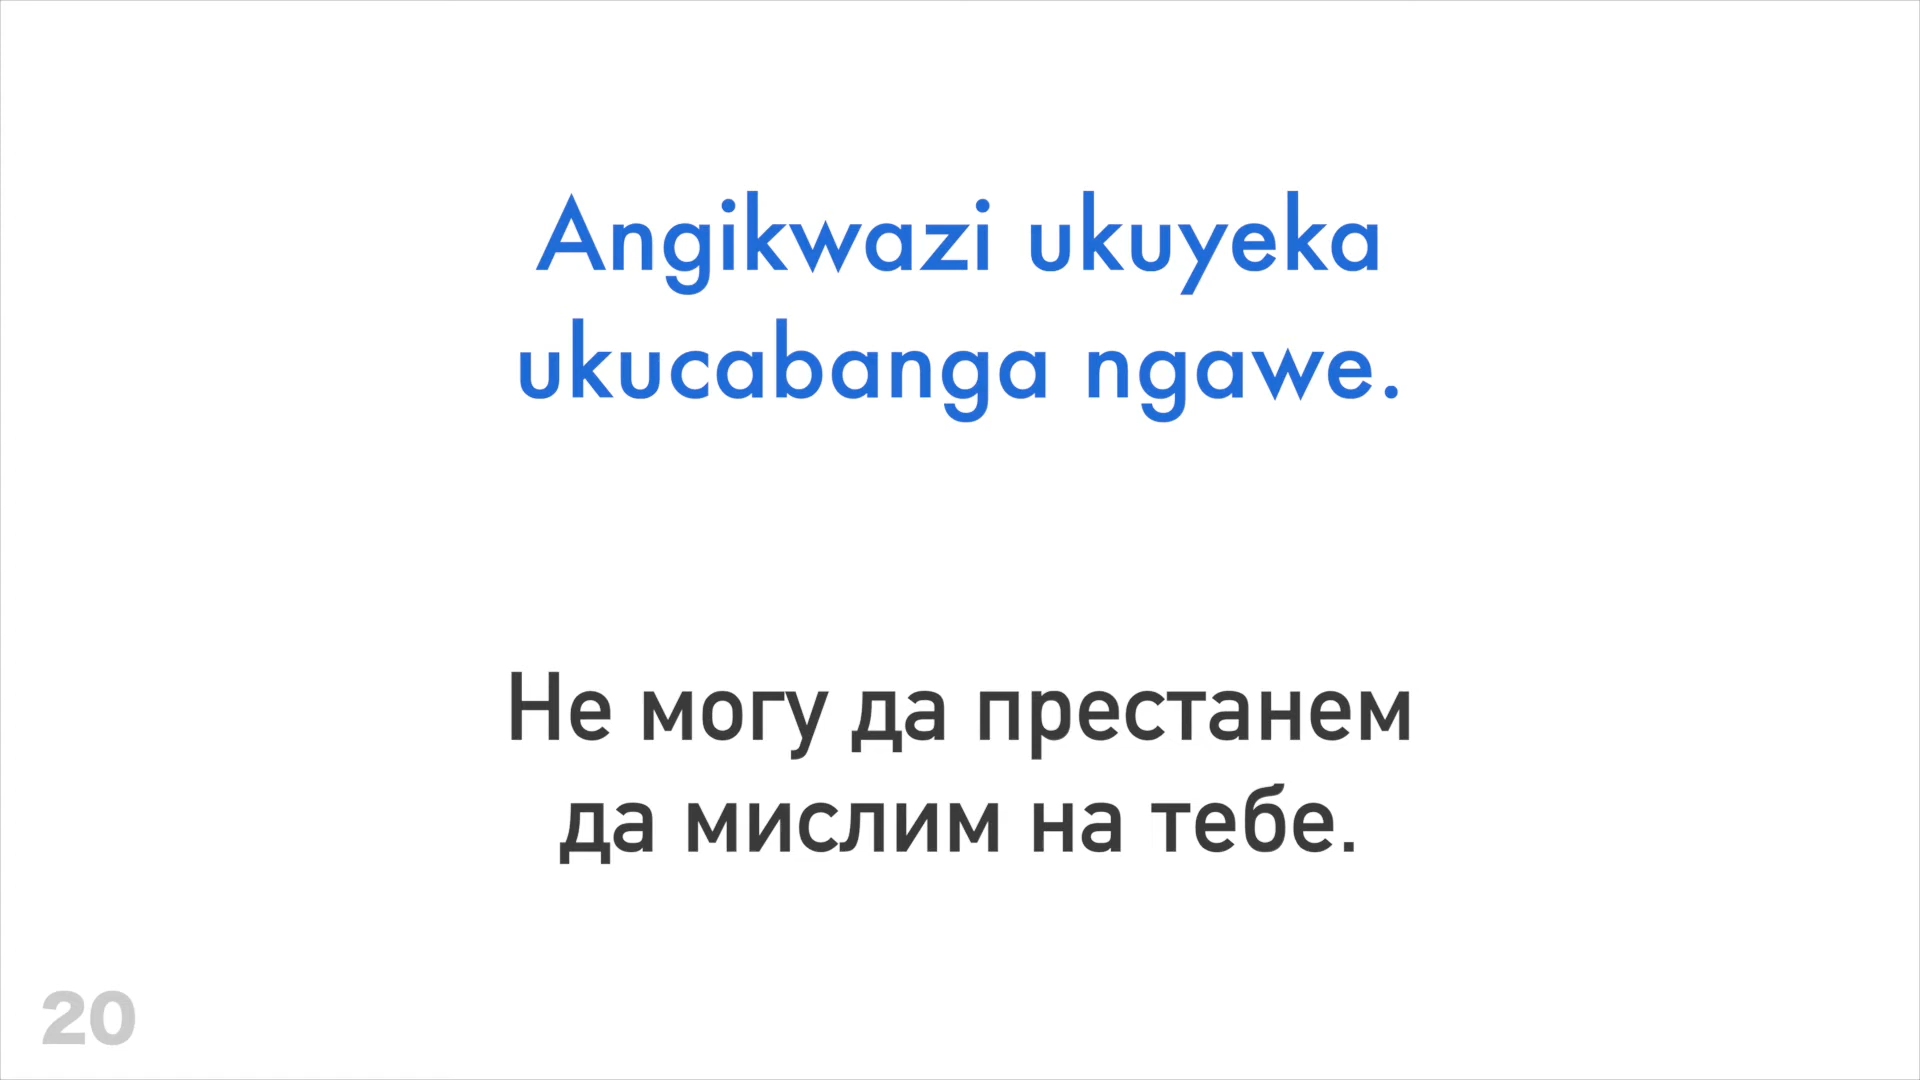 Angikwazi ukuyeka
ukucabanga ngawe.
Не могу да престанем
да мислим на тебе.
20